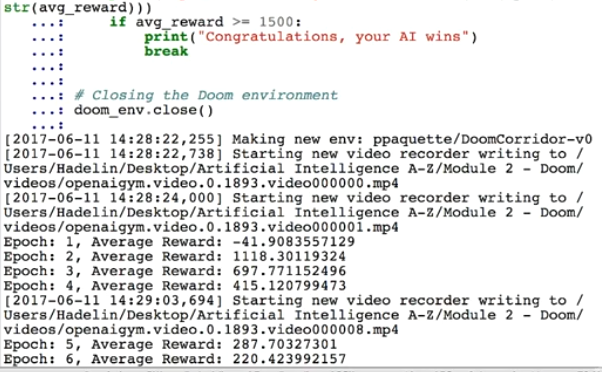 str(avg_reward)))
...: if avg_reward >= 1500:
...: print("Congratulations, your AI wins")
...: break
...:
...:
...: # Closing the Doom environment
...: doom_env.close()
...:
[2017-06-11 14:28:22,255] Making new env: ppaquette/DoomCorridor-v0
[2017-06-11 14:28:22,738] Starting new video recorder writing to /
Users/Hadelin/Desktop/Artificial Intelligence A-Z/Module 2 - Doom/
videos/openaigym.video.0.1893.video000000.mp4
[2017-06-11 14:28:24,000] Starting new video recorder writing to /
Users/Hadelin/Desktop/Artificial Intelligence A-Z/Module 2 - Doom/
videos/openaigym.video.0.1893.video000001.mp4
Epoch: 1, Average Reward: -41.9083557129
Epoch: 2, Average Reward: 1118.30119324
Epoch: 3, Average Reward: 697.771152496
Epoch: 4, Average Reward: 415.120799473
[2017-06-11 14:29:03,694] Starting new video recorder writing to /
Users/Hadelin/Desktop/Artificial Intelligence A-Z/Module 2 - Doom/
videos/openaigym.video.0.1893.video000008.mp4
Epoch: 5, Average Reward: 287.70327301
Epoch: 6, Average Reward: 220.423992157